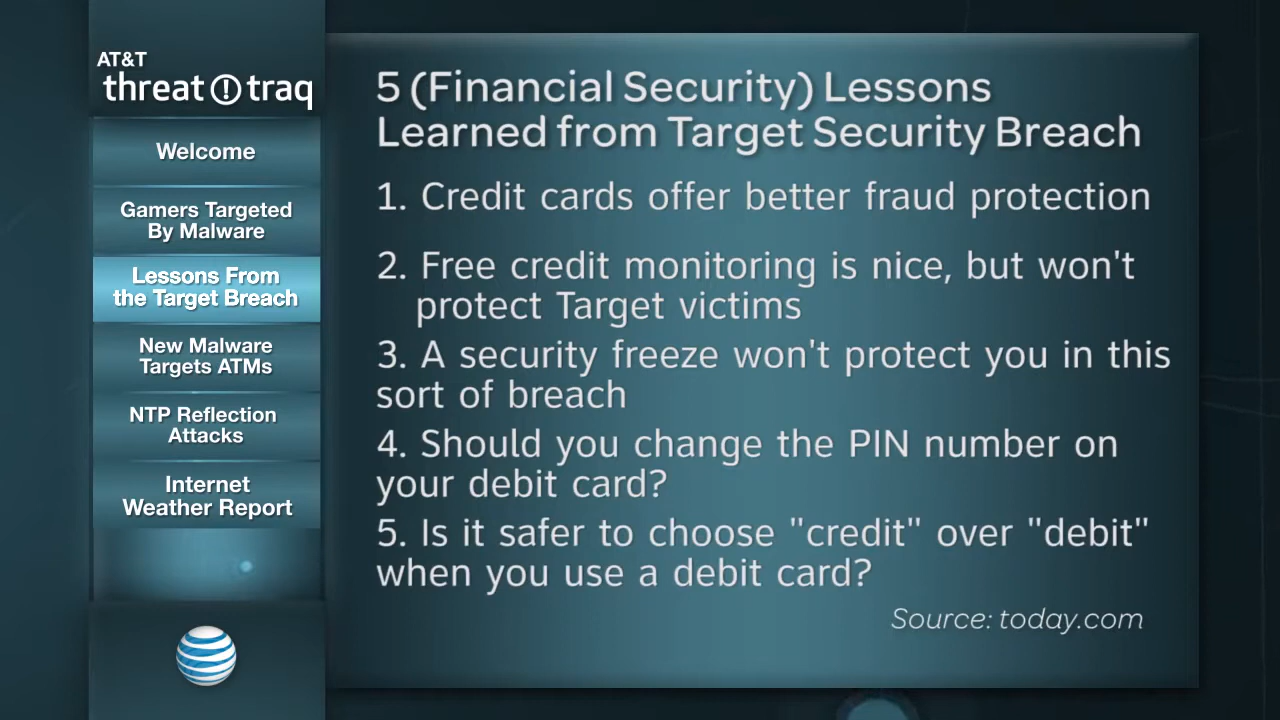 AT&T
threat traq
Welcome
Gamers Targeted
By Malware
Lessons From
the Target Breach
New Malware
Targets ATMs
NTP Reflection
Attacks
Internet
Weather Report
5 (Financial Security) Lessons
Learned from Target Security Breach
1. Credit cards offer better fraud protection
2. Free credit monitoring is nice, but won't
protect Target victims
3. A security freeze won't protect you in this
sort of breach
4. Should you change the PIN number on
your debit card?
5. Is it safer to choose "credit" over "debit"
when you use a debit card?
Source: today.com